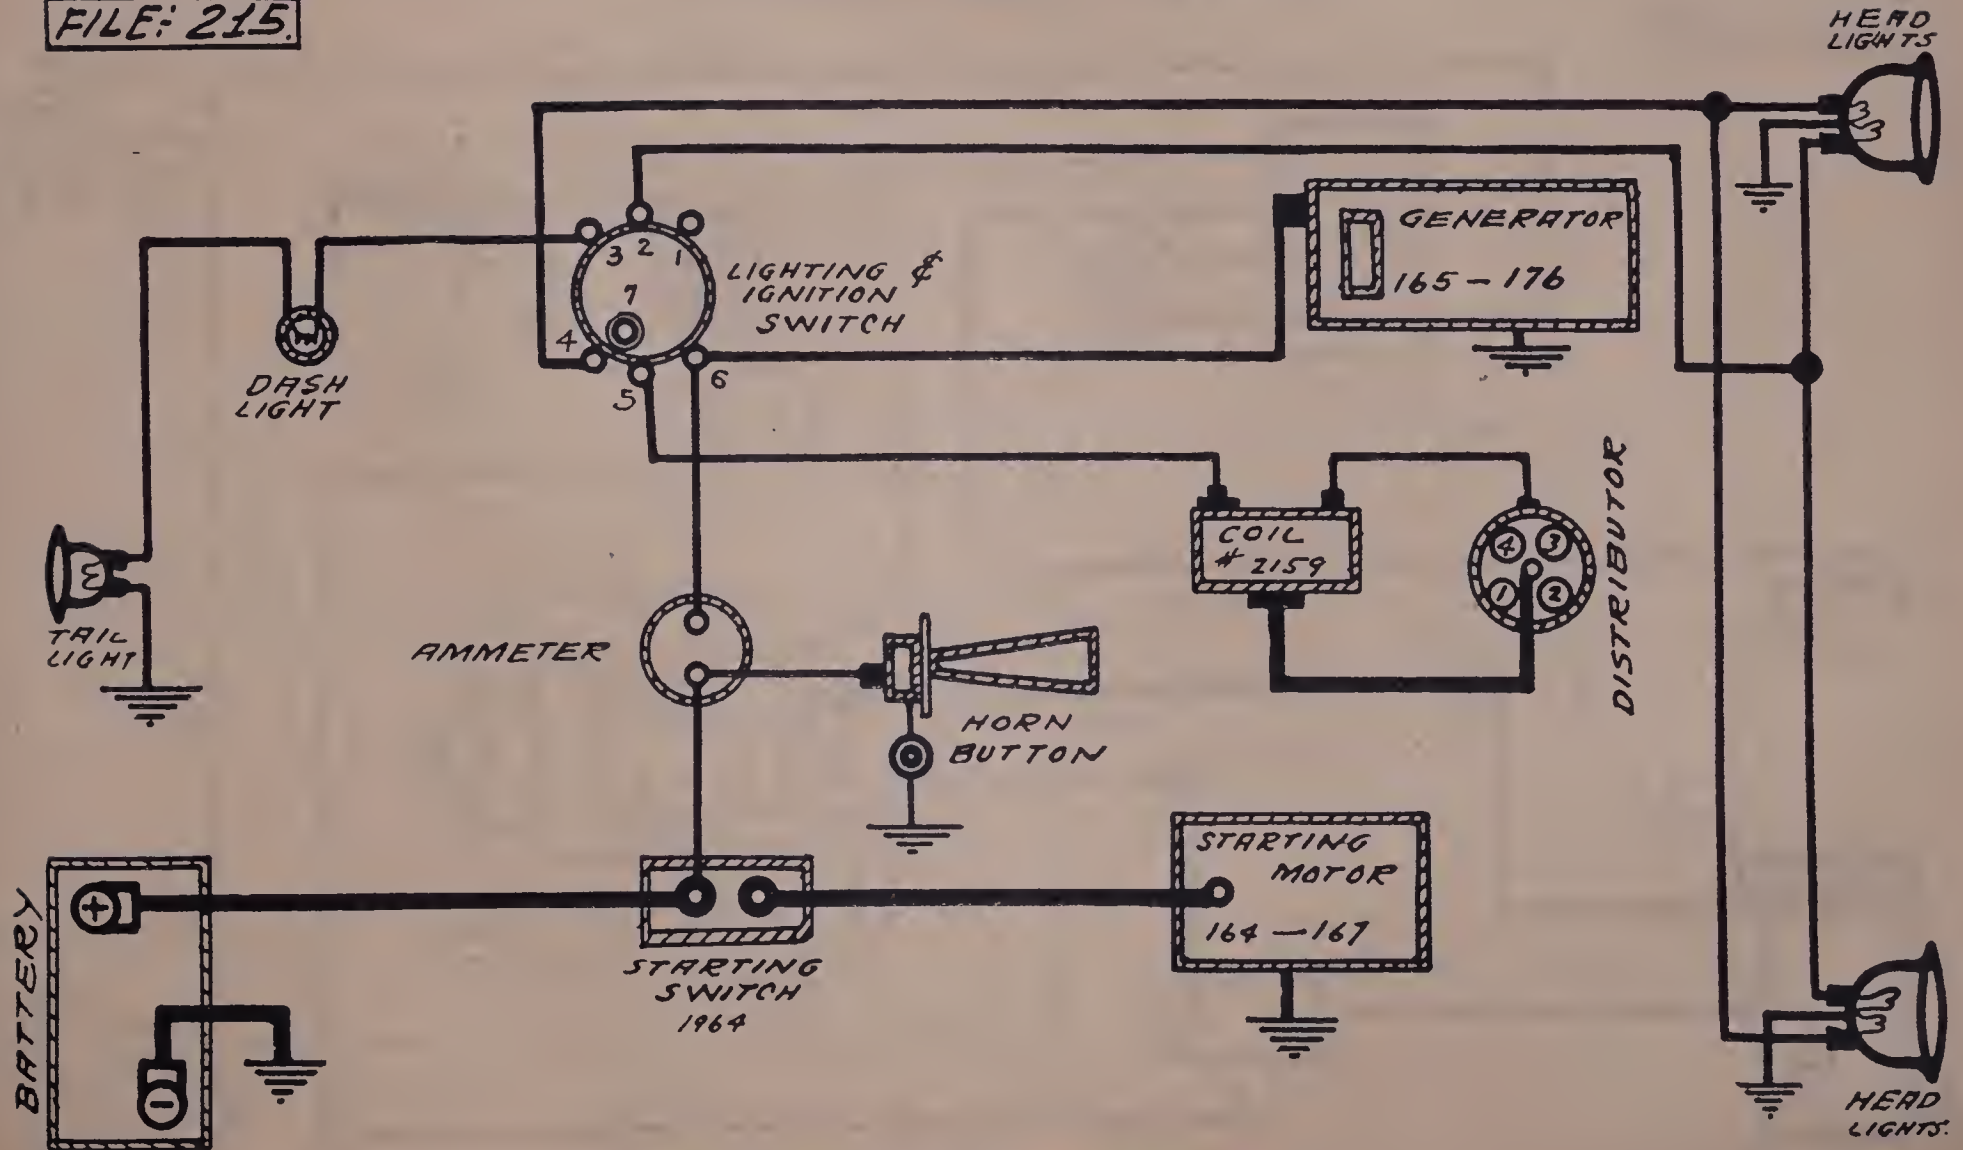 FILE: 215.
HEAD
LIGHTS
3 2 1
7
4
5
6
LIGHTING &
IGNITION
SWITCH
GENERATOR
165-176
DASH
LIGHT
COIL
# 2159
4 3
1 2
DISTRIBUTOR
TAIL
LIGHT
AMMETER
HORN
BUTTON
BATTERY
+
-
STARTING
SWITCH
1964
STARTING
MOTOR
164-167
HEAD
LIGHTS.